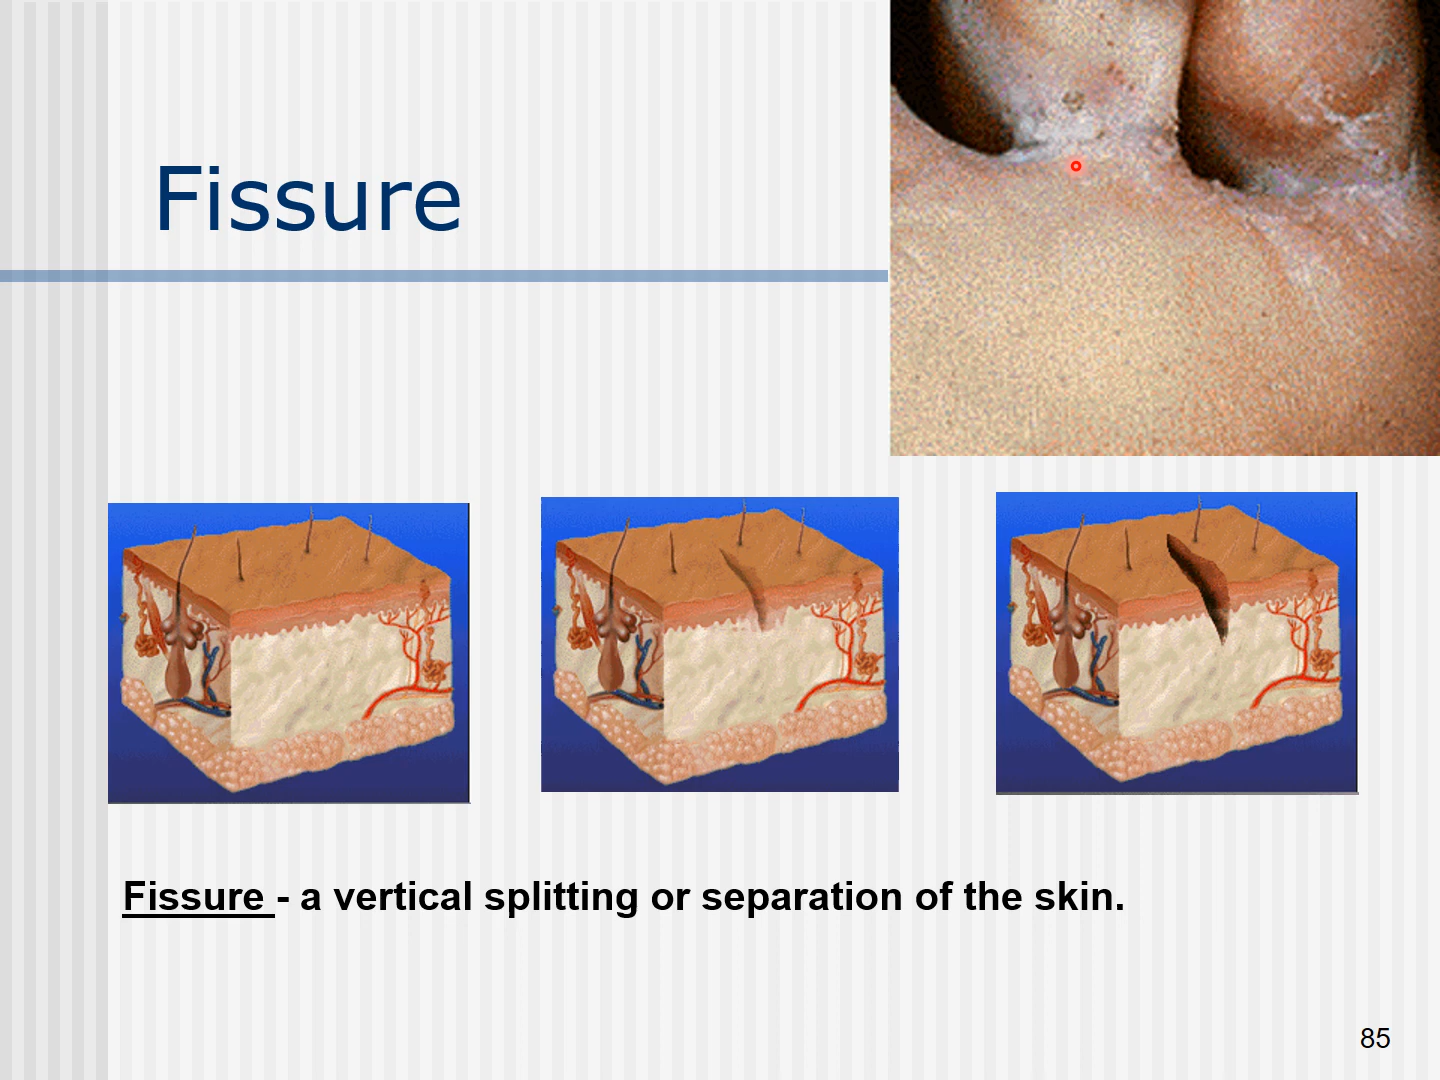 Fissure
Fissure - a vertical splitting or separation of the skin.
85